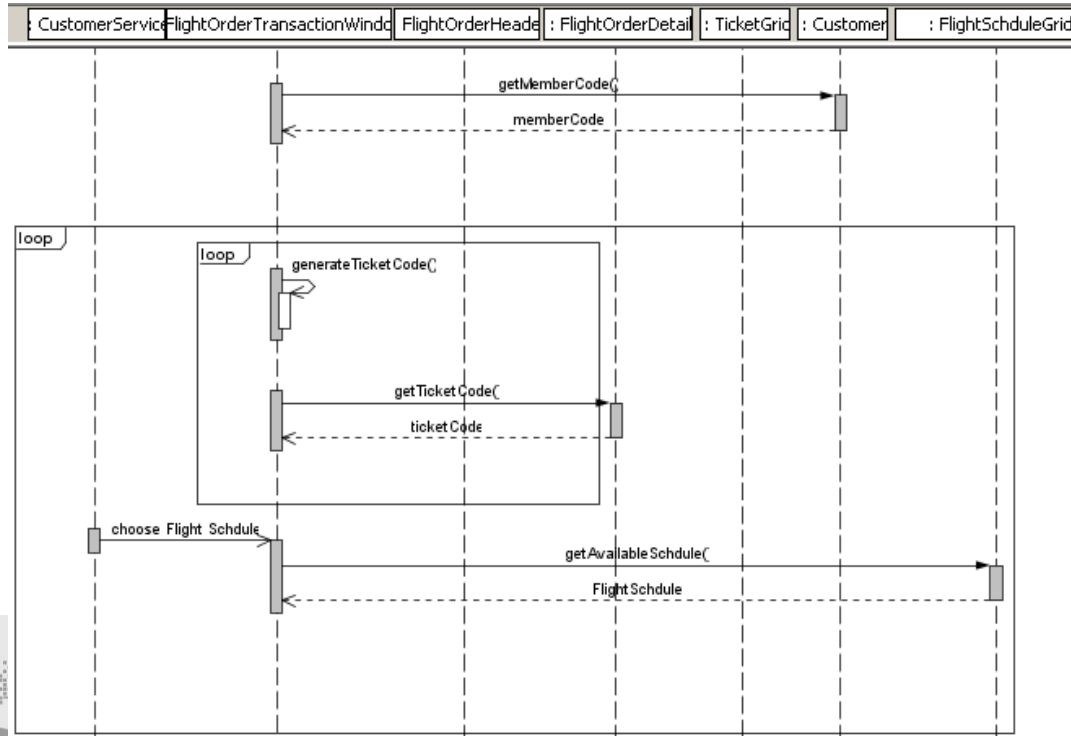 : CustomerService
FlightOrderTransactionWindo
FlightOrderHeade
: FlightOrderDetail
: TicketGrid
: Customer
: FlightSchduleGrid
getMemberCode(
memberCode
loop
loop
generateTicketCode(
getTicketCode(
ticketCode
choose Flight Schdule
getAvailableSchdule(
FlightSchdule